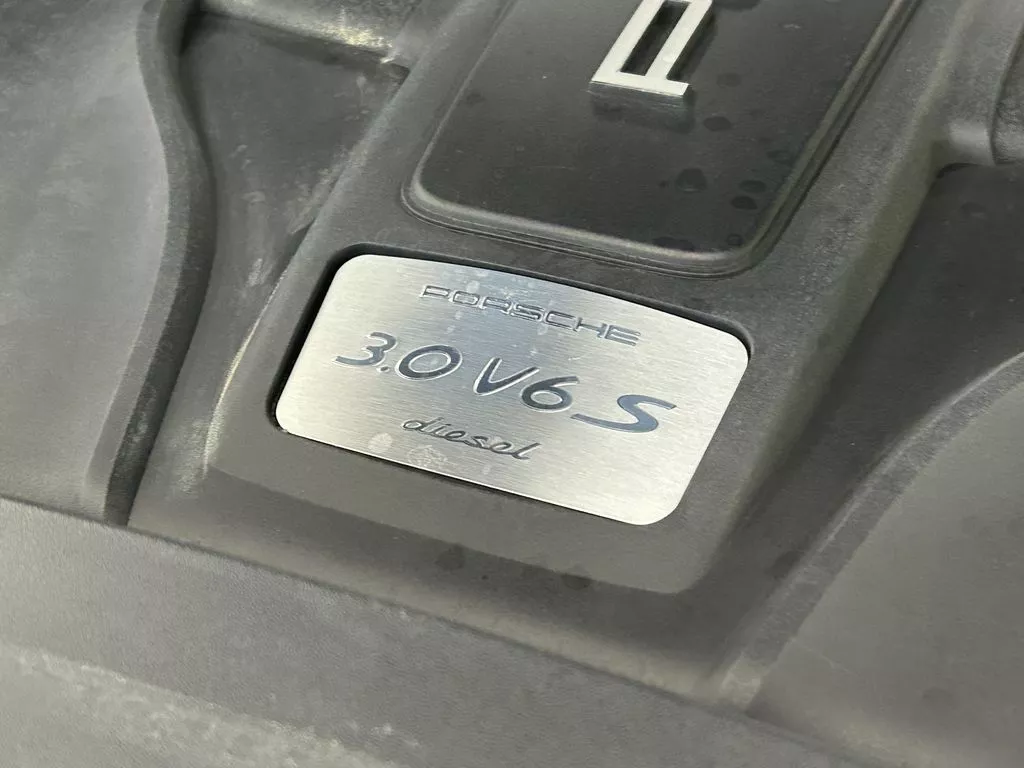 PORSCHE
3.0 V6 S
diesel